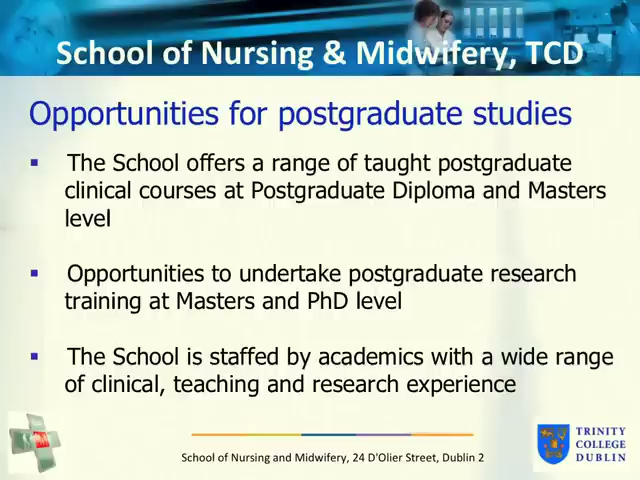 School of Nursing & Midwifery, TCD
Opportunities for postgraduate studies
▪ The School offers a range of taught postgraduate
clinical courses at Postgraduate Diploma and Masters
level
▪ Opportunities to undertake postgraduate research
training at Masters and PhD level
▪ The School is staffed by academics with a wide range
of clinical, teaching and research experience
School of Nursing and Midwifery, 24 D'Olier Street, Dublin 2
TRINITY
COLLEGE
DUBLIN